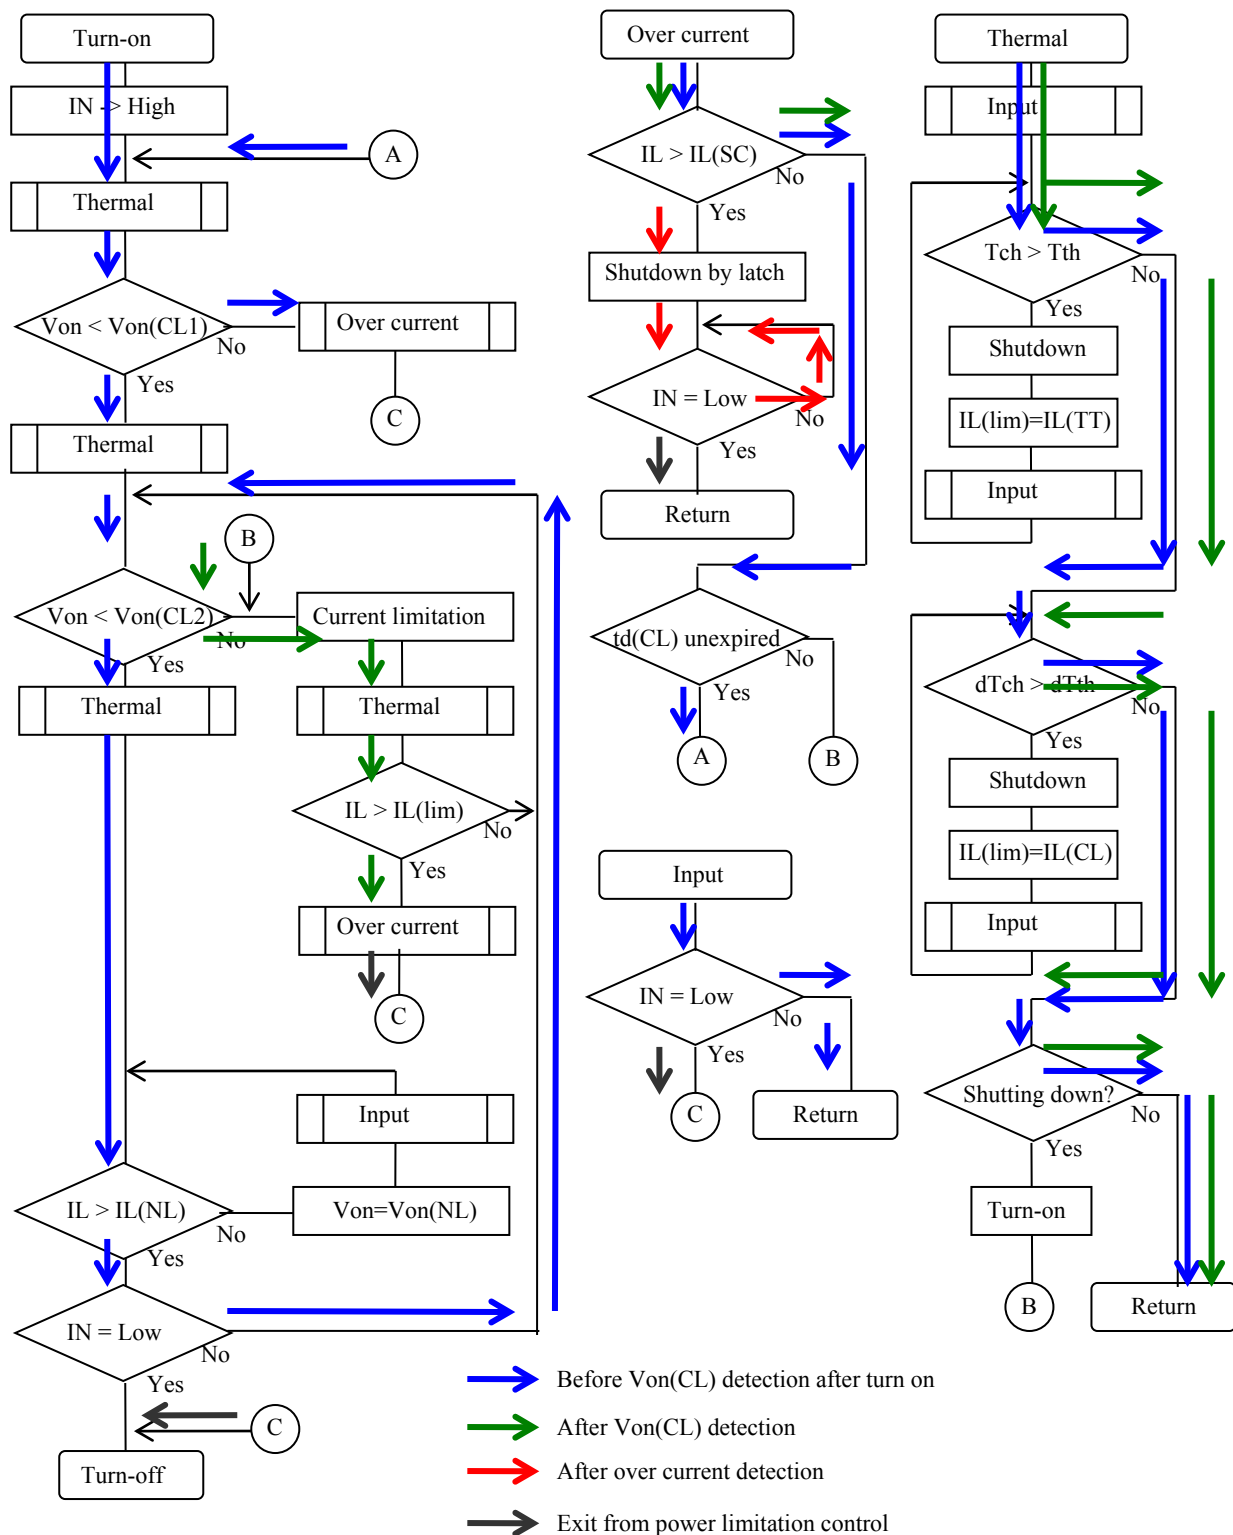 Turn-on
IN -> High
A
Thermal
Von < Von(CL1)
No
Yes
Over current
C
Thermal
B
Von < Von(CL2)
No
Yes
Current limitation
Thermal
Thermal
IL > IL(lim)
No
Yes
Over current
C
Input
Von=Von(NL)
IL > IL(NL)
No
Yes
IN = Low
No
Yes
C
Turn-off
Over current
IL > IL(SC)
No
Yes
Shutdown by latch
IN = Low
No
Yes
Return
td(CL) unexpired
No
Yes
A
B
Input
IN = Low
No
Yes
C
Return
Thermal
Input
Tch > Tth
No
Yes
Shutdown
IL(lim)=IL(TT)
Input
dTch > dTth
No
Yes
Shutdown
IL(lim)=IL(CL)
Input
Shutting down?
No
Yes
Turn-on
B
Return
Before Von(CL) detection after turn on
After Von(CL) detection
After over current detection
Exit from power limitation control